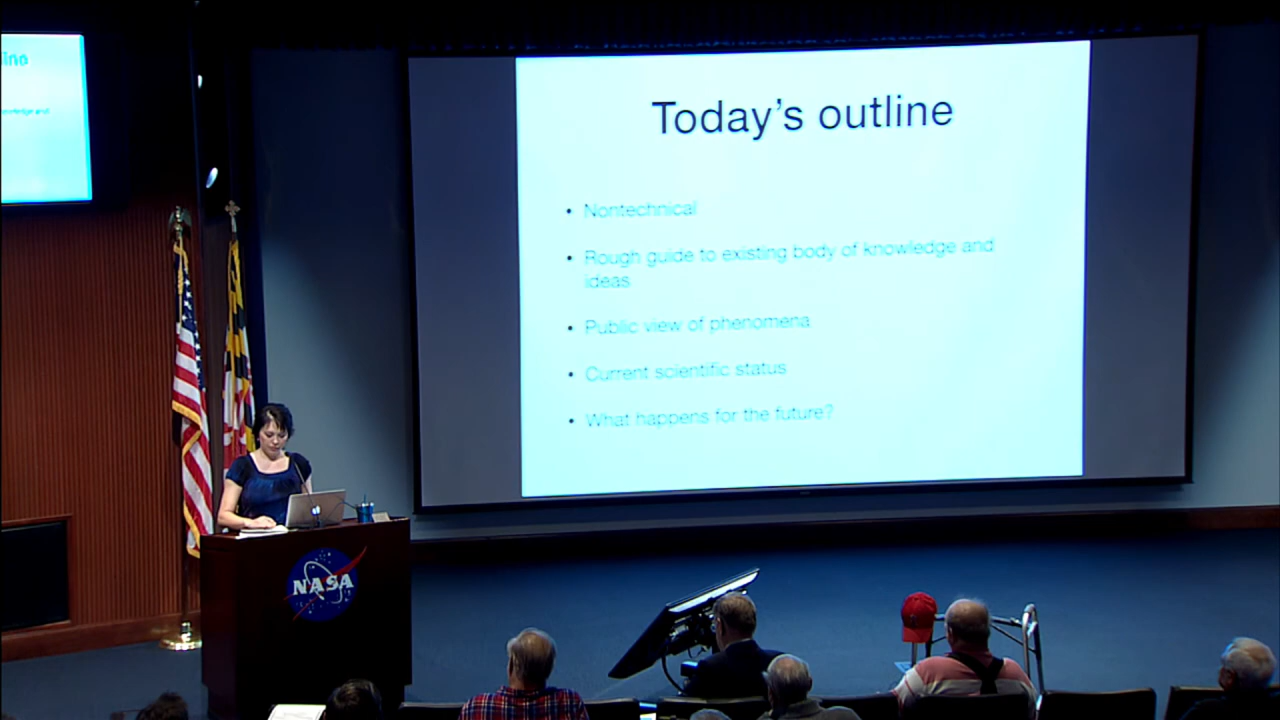 Today's outline
• Nontechnical
• Rough guide to existing body of knowledge and
ideas
• Public view of phenomena
• Current scientific status
• What happens for the future?
NASA